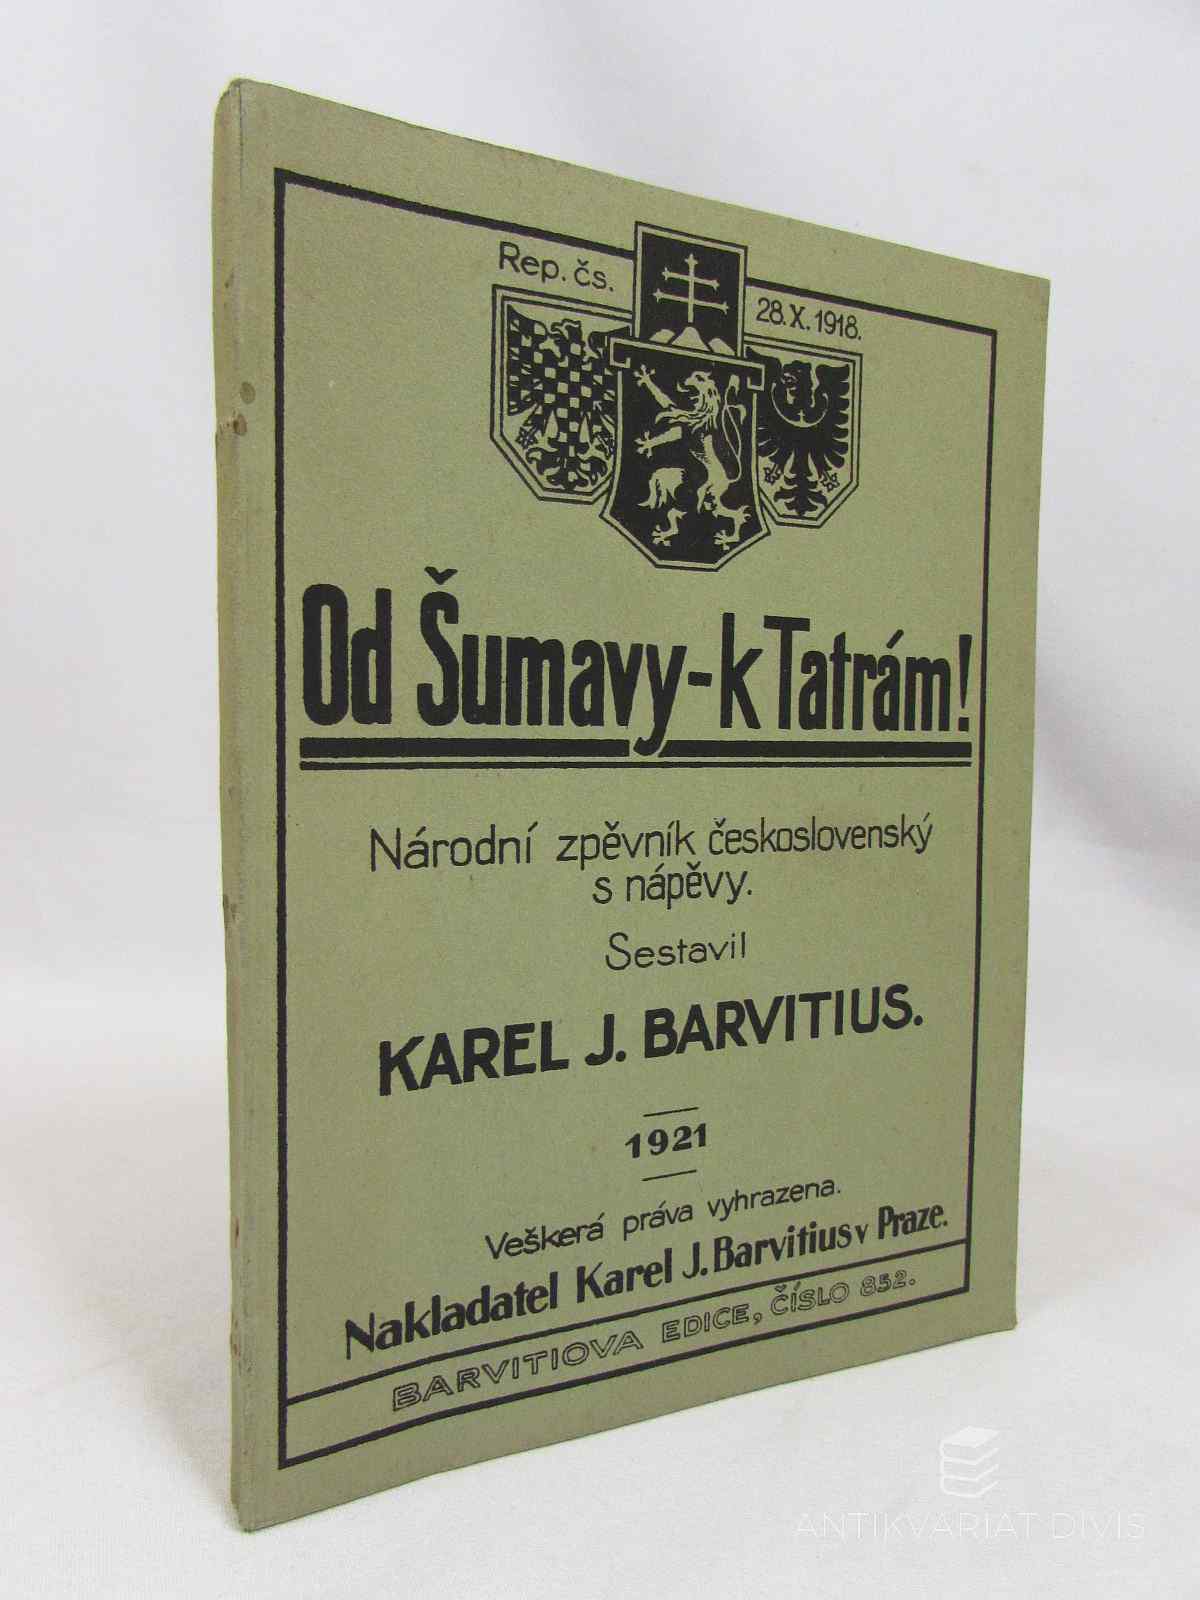 Rep. čs.
28. X. 1918.
Od Šumavy - k Tatrám!
Národní zpěvník československý
s nápěvy.
Sestavil
KAREL J. BARVITIUS.
1921
Veškerá práva vyhrazena.
Nakladatel Karel J. Barvitius v Praze.
BARVITIOVA EDICE, ČÍSLO 852.
ANTIKVARIAT DIVIS